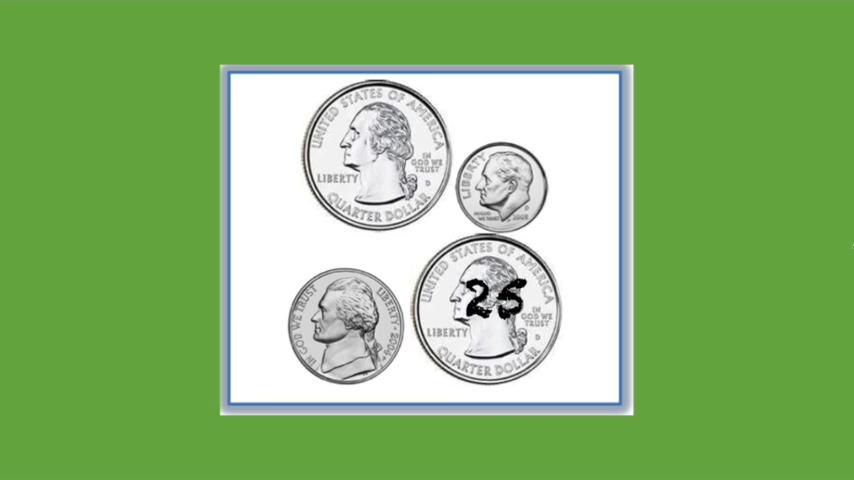 UNITED STATES OF AMERICA
LIBERTY
IN
GOD WE
TRUST
D
QUARTER DOLLAR
LIBERTY
IN GOD
WE TRUST
D
IN GOD WE TRUST
LIBERTY
2004
UNITED STATES OF AMERICA
25
LIBERTY
IN
GOD WE
TRUST
D
QUARTER DOLLAR